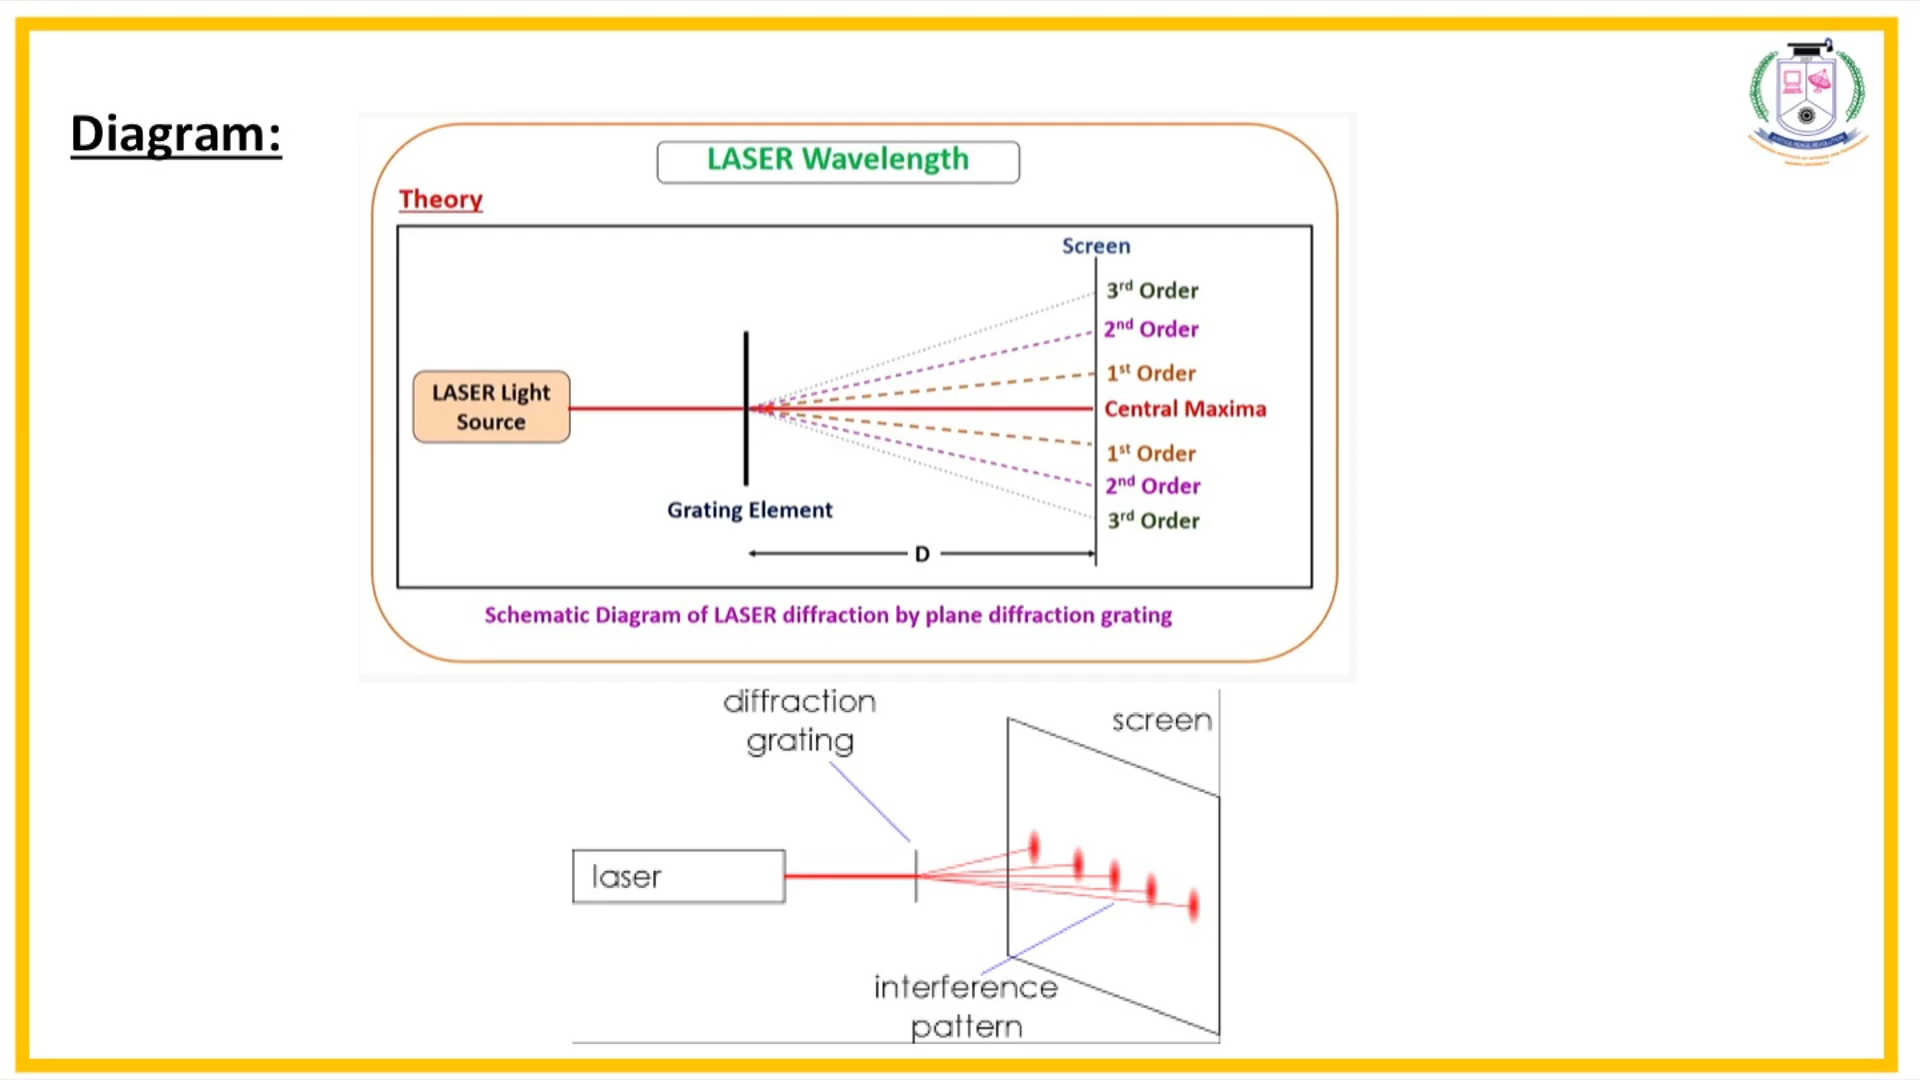 Diagram:
LASER Wavelength
Theory
Screen
3rd Order
2nd Order
1st Order
LASER Light
Source
Central Maxima
1st Order
2nd Order
3rd Order
Grating Element
D
Schematic Diagram of LASER diffraction by plane diffraction grating
diffraction
grating
screen
laser
interference
pattern